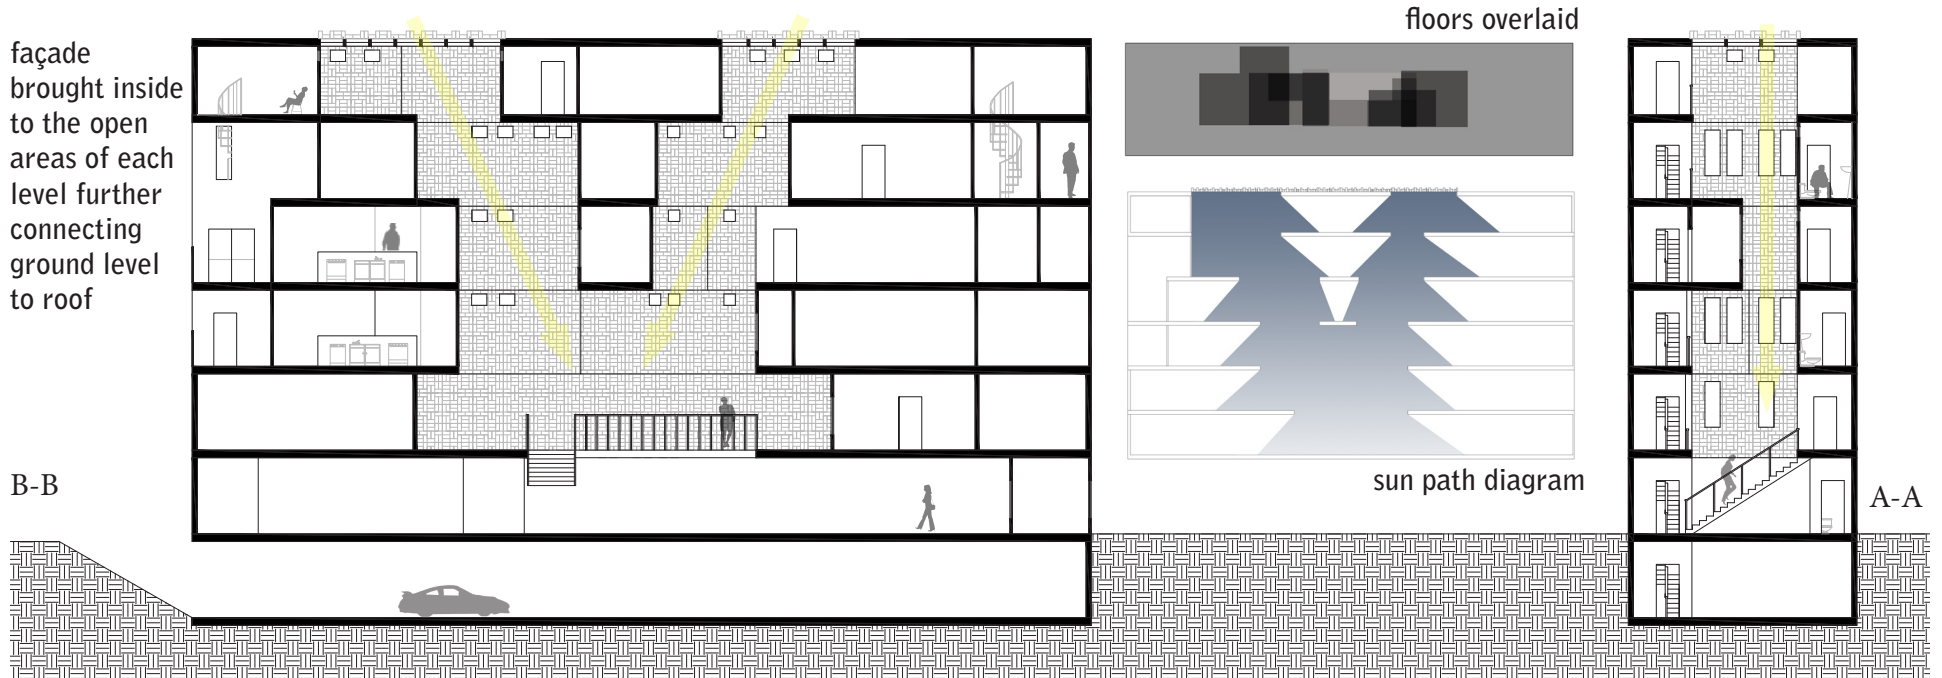 façade
brought inside
to the open
areas of each
level further
connecting
ground level
to roof
B-B
floors overlaid
sun path diagram
A-A